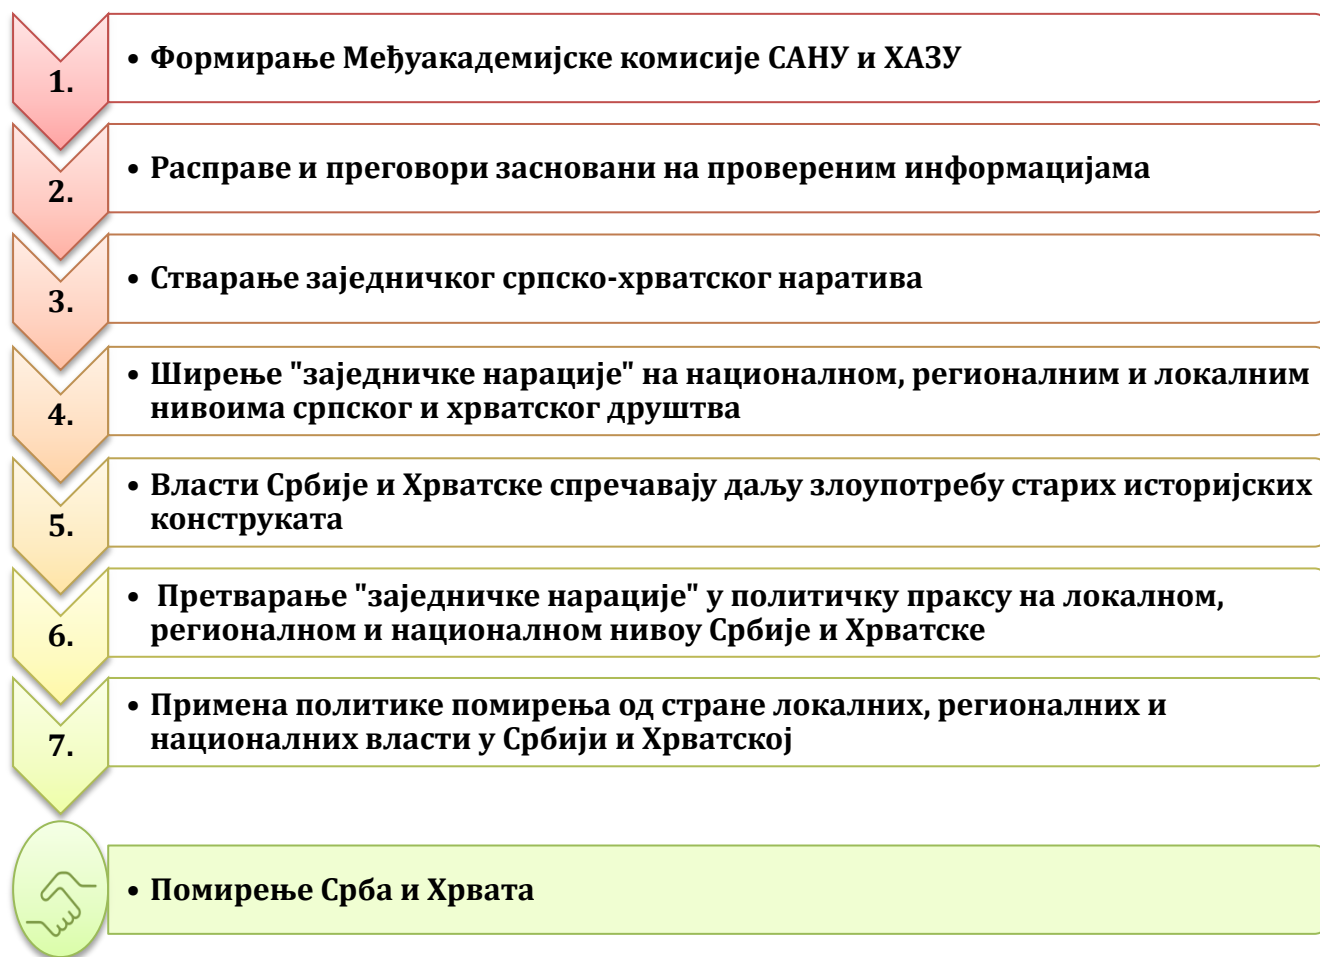 1.
• Формирање Међуакадемијске комисије САНУ и ХАЗУ
2.
• Расправе и преговори засновани на провереним информацијама
3.
• Стварање заједничког српско-хрватског наратива
4.
• Ширење "заједничке нарације" на националном, регионалним и локалним
нивоима српског и хрватског друштва
5.
• Власти Србије и Хрватске спречавају даљу злоупотребу старих историјских
конструката
6.
• Претварање "заједничке нарације" у политичку праксу на локалном,
регионалном и националном нивоу Србије и Хрватске
7.
• Примена политике помирења од стране локалних, регионалних и
националних власти у Србији и Хрватској
• Помирење Срба и Хрвата